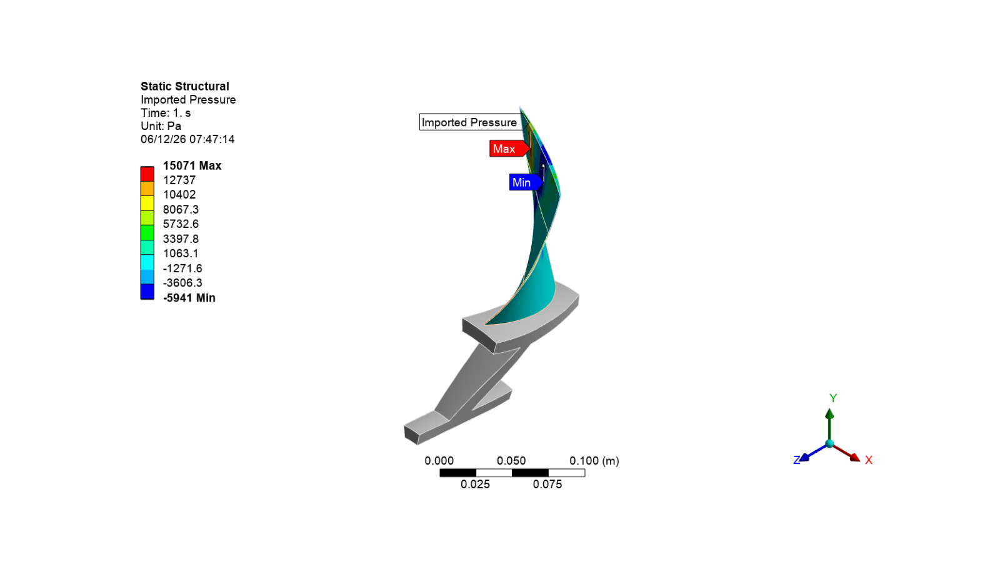 Static Structural
Imported Pressure
Time: 1. s
Unit: Pa
06/12/26 07:47:14
15071 Max
12737
10402
8067.3
5732.6
3397.8
1063.1
-1271.6
-3606.3
-5941 Min
Imported Pressure
Max
Min
0.000 0.050 0.100 (m)
0.025 0.075
Y
Z X